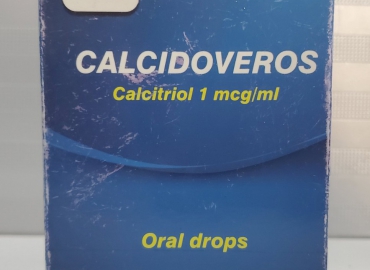 CALCIDOVEROS
Calcitriol 1 mcg/ml
Oral drops